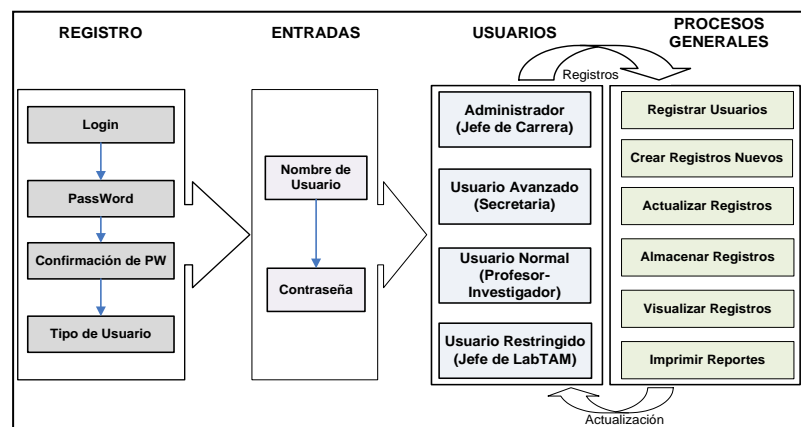 REGISTRO
Login
PassWord
Confirmación de PW
Tipo de Usuario
ENTRADAS
Nombre de
Usuario
Contraseña
USUARIOS
Administrador
(Jefe de Carrera)
Usuario Avanzado
(Secretaria)
Usuario Normal
(Profesor-
Investigador)
Usuario Restringido
(Jefe de LabTAM)
Registros
PROCESOS
GENERALES
Registrar Usuarios
Crear Registros Nuevos
Actualizar Registros
Almacenar Registros
Visualizar Registros
Imprimir Reportes
Actualización